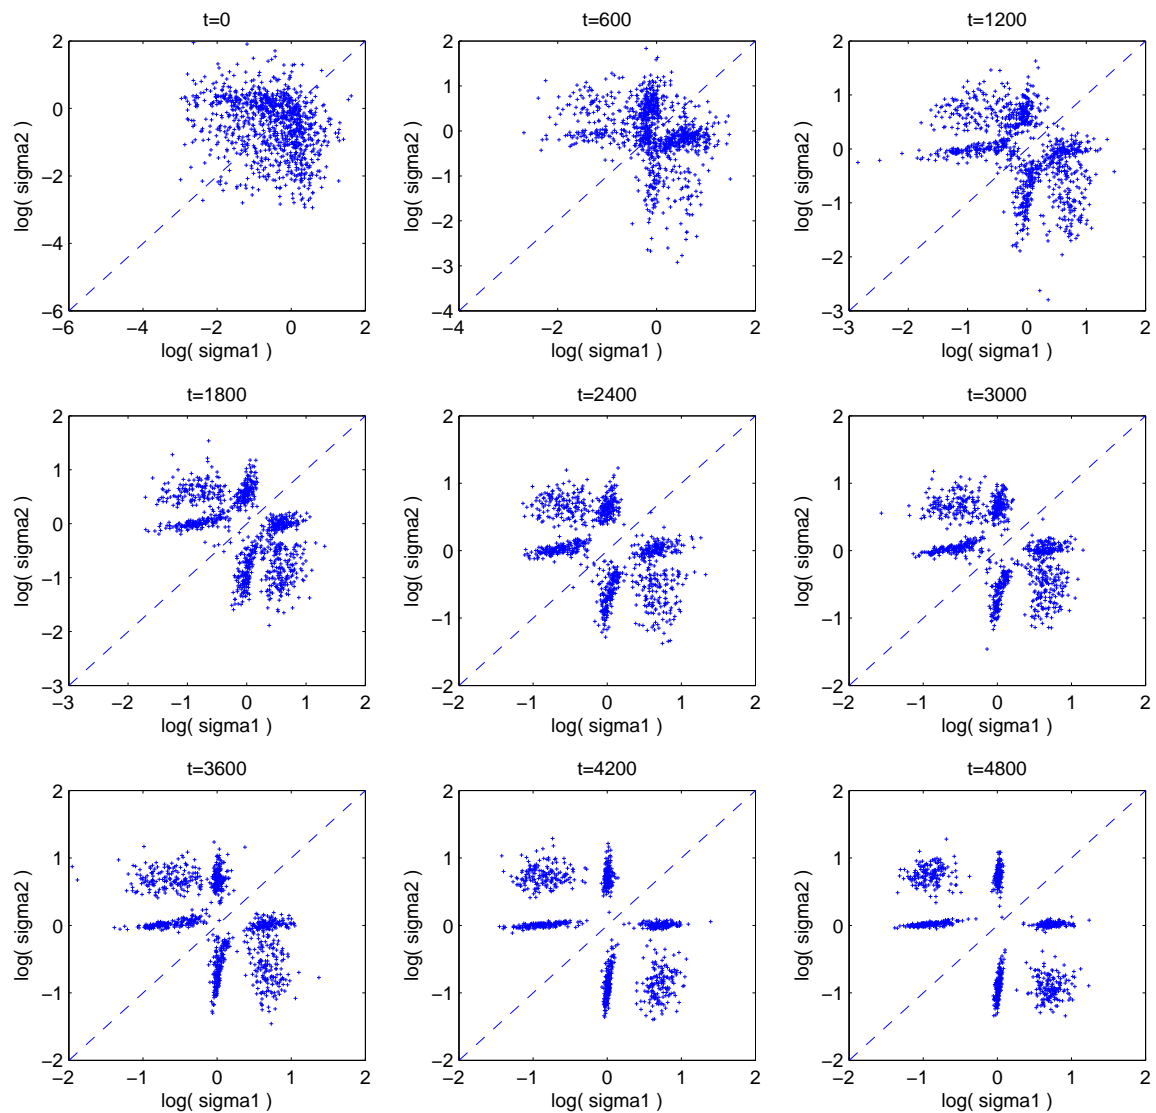 t=0
2
0
−2
−4
−6
log( sigma2 )
−6 −4 −2 0 2
log( sigma1 )
t=600
2
1
0
−1
−2
−3
−4
log( sigma2 )
−4 −2 0 2
log( sigma1 )
t=1200
2
1
0
−1
−2
−3
log( sigma2 )
−3 −2 −1 0 1 2
log( sigma1 )
t=1800
2
1
0
−1
−2
−3
log( sigma2 )
−3 −2 −1 0 1 2
log( sigma1 )
t=2400
2
1
0
−1
−2
log( sigma2 )
−2 −1 0 1 2
log( sigma1 )
t=3000
2
1
0
−1
−2
log( sigma2 )
−2 −1 0 1 2
log( sigma1 )
t=3600
2
1
0
−1
−2
log( sigma2 )
−2 −1 0 1 2
log( sigma1 )
t=4200
2
1
0
−1
−2
log( sigma2 )
−2 −1 0 1 2
log( sigma1 )
t=4800
2
1
0
−1
−2
log( sigma2 )
−2 −1 0 1 2
log( sigma1 )